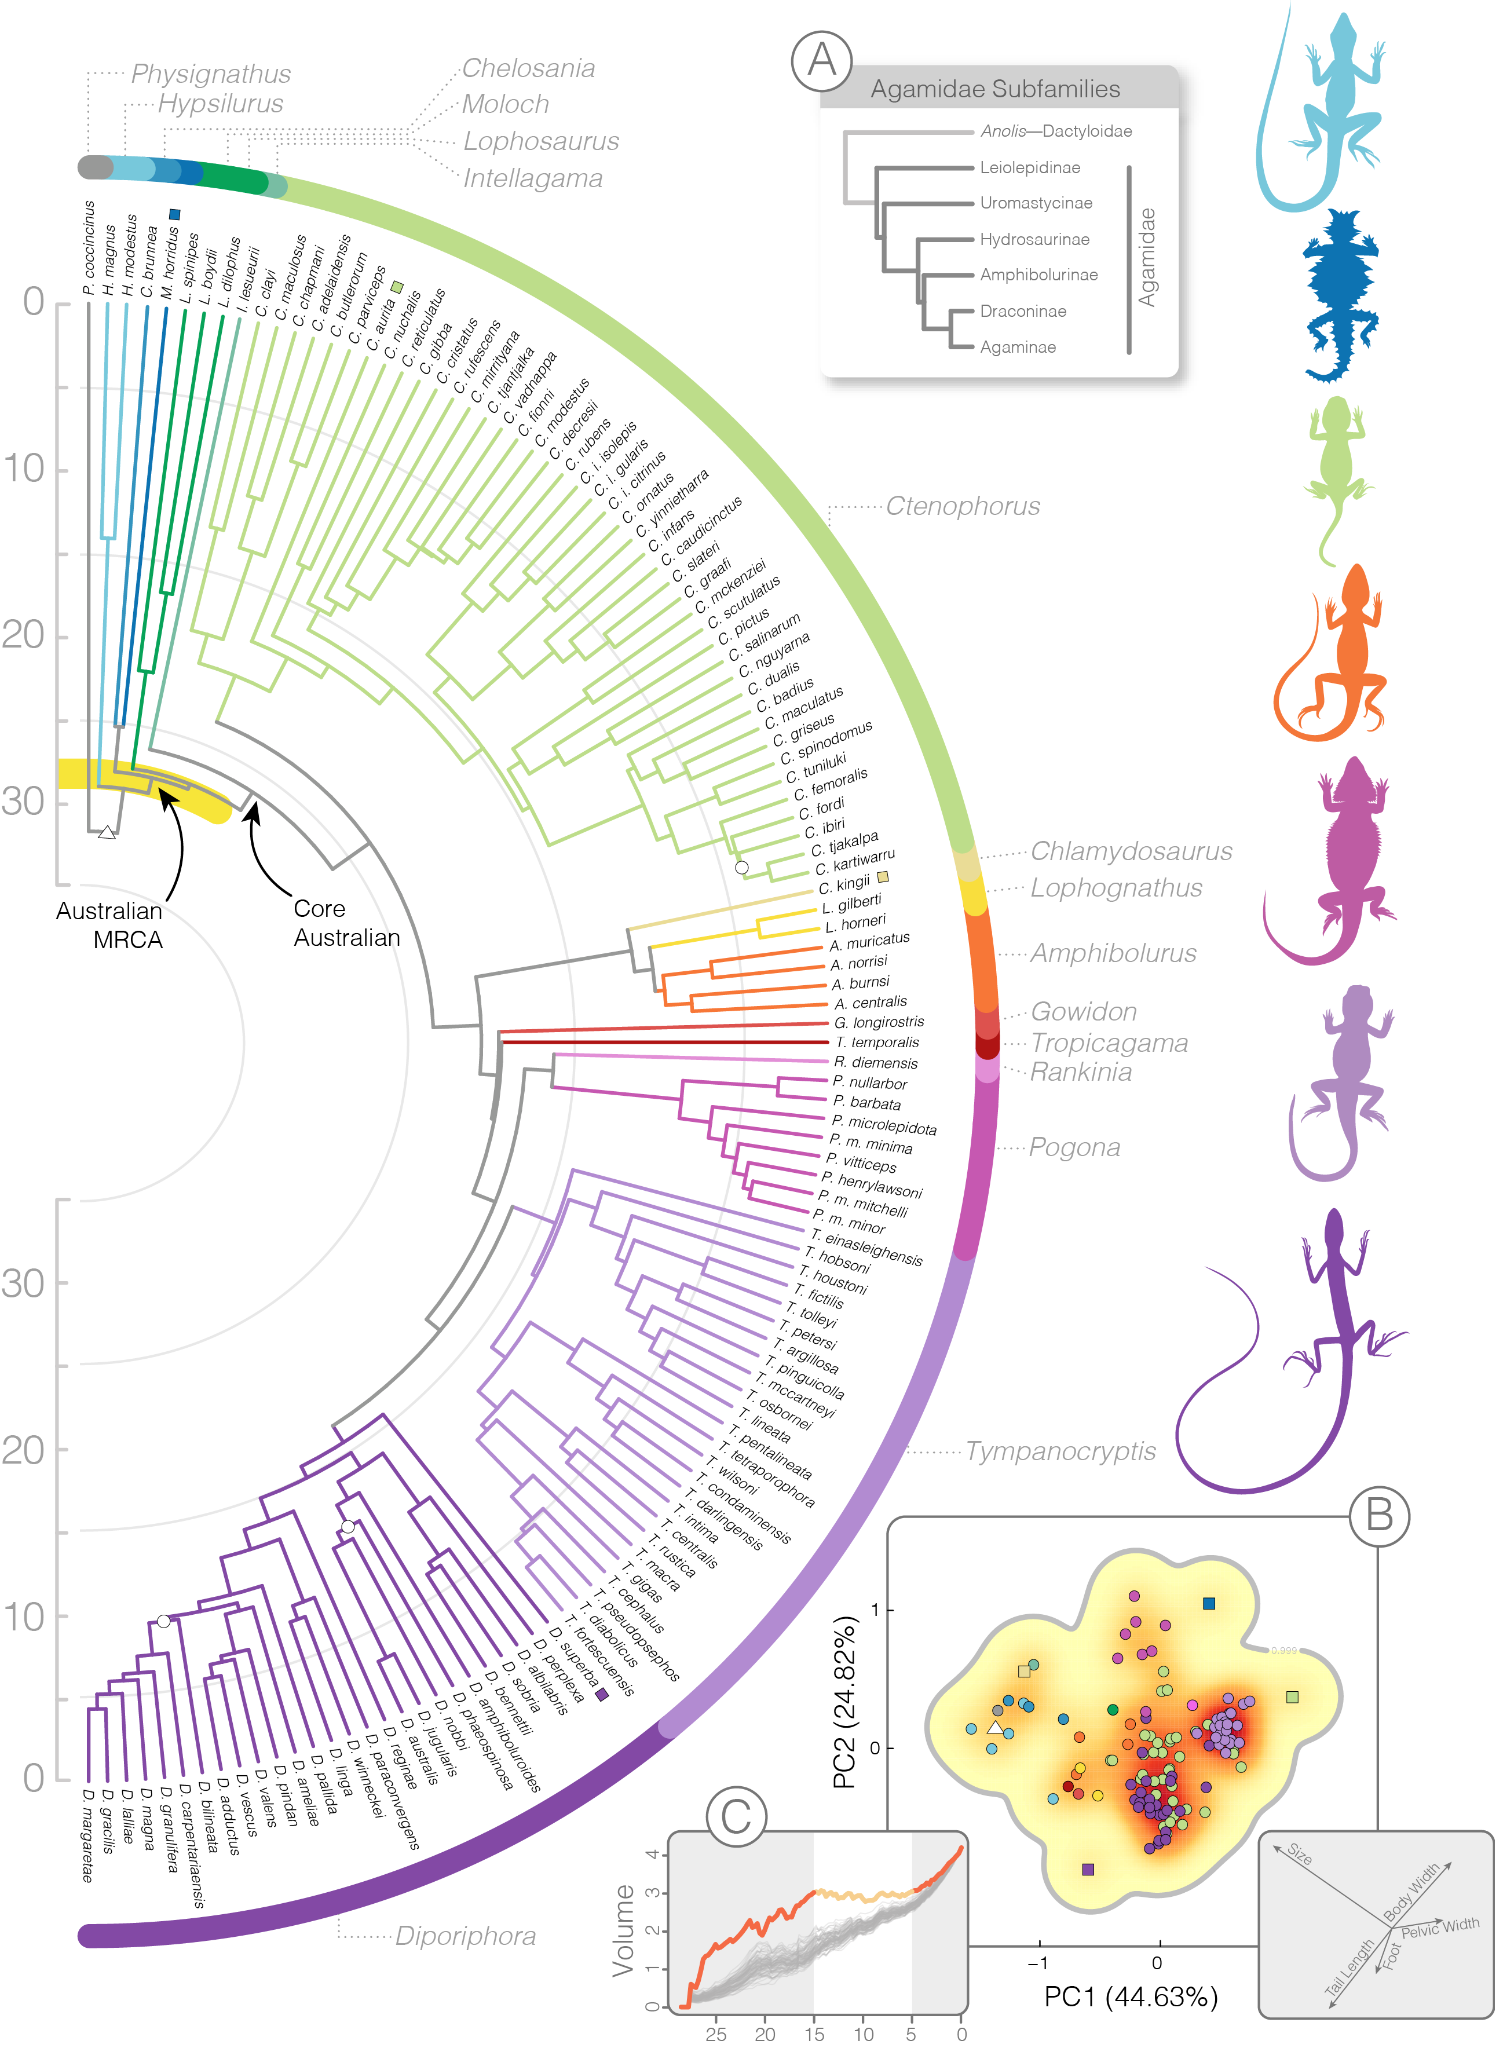 Physignathus
Hypsilurus
Chelosania
Moloch
Lophosaurus
Intellagama
A
Agamidae Subfamilies
Anolis—Dactyloidae
Leiolepidinae
Uromastycinae
Hydrosaurinae
Amphibolurinae
Draconinae
Agaminae
Agamidae
0
10
20
30
P. coccincinus
H. magnus
H. modestus
C. brunnea
M. horridus
L. spinipes
L. boydii
L. dilophus
I. lesueurii
C. clayi
C. maculosus
C. chapmani
C. adelaidensis
C. butlerorum
C. parviceps
C. aurita
C. nuchalis
C. reticulatus
C. gibba
C. cristatus
C. rufescens
C. mirrityana
C. tjantjalka
C. vadnappa
C. fionni
C. modestus
C. decresii
C. rubens
C. i. isolepis
C. i. gularis
C. i. citrinus
C. ornatus
C. yinnietharra
C. infans
C. caudicinctus
C. slateri
C. graafi
C. mckenziei
C. scutulatus
C. pictus
C. salinarum
C. nguyarna
C. dualis
C. badius
C. maculatus
C. griseus
C. spinodomus
C. tuniluki
C. femoralis
C. fordi
C. ibiri
C. tjakalpa
C. kartiwarru
C. kingii
L. gilberti
L. horneri
A. muricatus
A. norrisi
A. burnsi
A. centralis
G. longirostris
T. temporalis
R. diemensis
P. nullarbor
P. barbata
P. microlepidota
P. m. minima
P. vitticeps
P. henrylawsoni
P. m. mitchelli
P. m. minor
T. einasleighensis
T. hobsoni
T. houstoni
T. fictilis
T. tolleyi
T. petersi
T. argillosa
T. pinguicolla
T. mccartneyi
T. osbornei
T. lineata
T. pentalineata
T. tetraporophora
T. wilsoni
T. condaminensis
T. darlingensis
T. intima
T. centralis
T. rustica
T. macra
T. gigas
T. cephalus
T. pseudopsephos
T. diabolicus
T. fortescuensis
D. superba
D. perplexa
D. albilabris
D. sobria
D. bennettii
D. amphiboluroides
D. phaeospinosa
D. nobbi
D. jugularis
D. australis
D. reginae
D. paraconvergens
D. winneckei
D. linga
D. pallida
D. ameliae
D. pindan
D. valens
D. vescus
D. adductus
D. bilineata
D. carpentariaensis
D. granulifera
D. magna
D. lalliae
D. gracilis
D. margaretae
Ctenophorus
Chlamydosaurus
Lophognathus
Amphibolurus
Gowidon
Tropicagama
Rankinia
Pogona
Tympanocryptis
Diporiphora
Australian
MRCA
Core
Australian
30
20
10
0
B
PC2 (24.82%)
1
0
0.999
−1
0
PC1 (44.63%)
Size
Body Width
Pelvic Width
Foot
Tail Length
C
Volume
4
3
2
1
0
25
20
15
10
5
0